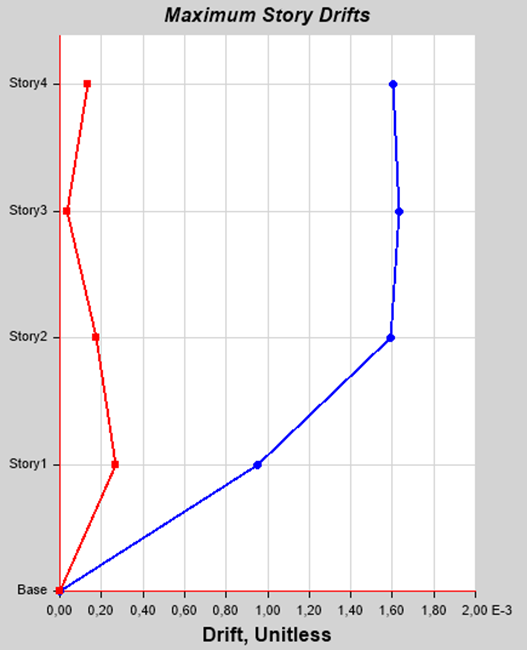 Maximum Story Drifts
Story4
Story3
Story2
Story1
Base
0,00 0,20 0,40 0,60 0,80 1,00 1,20 1,40 1,60 1,80 2,00 E-3
Drift, Unitless